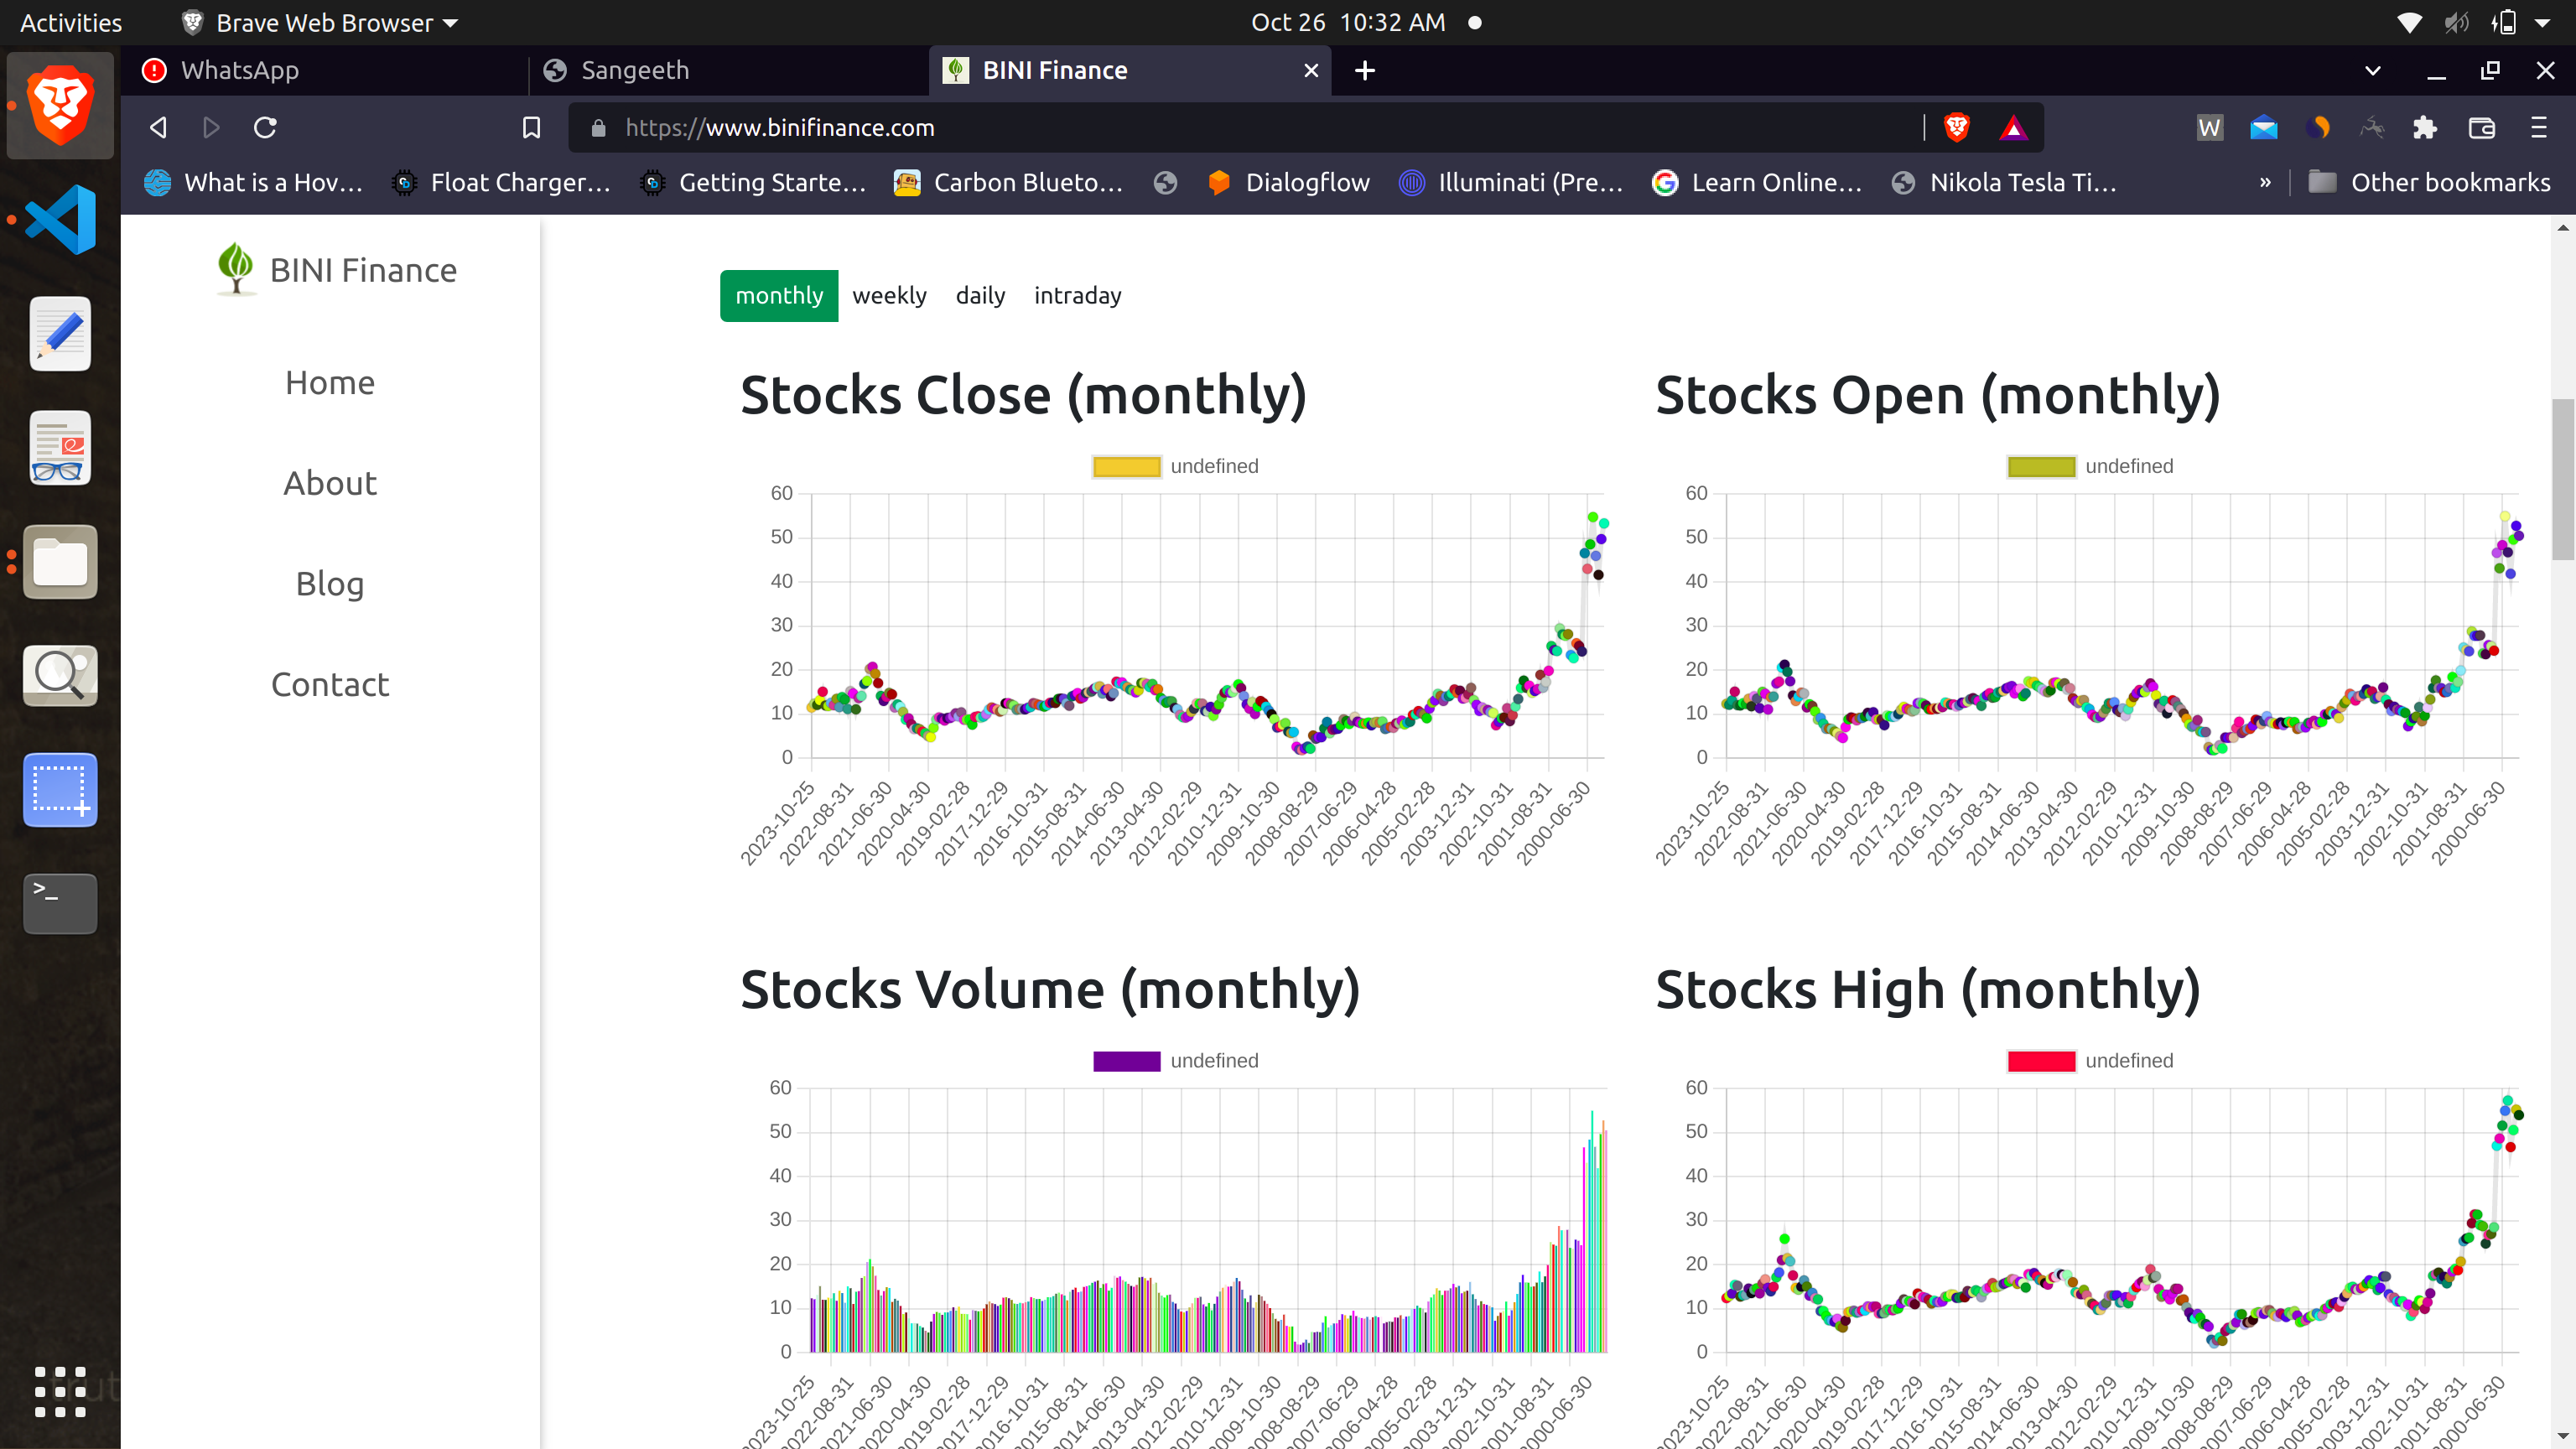 Activities Brave Web Browser Oct 26 10:32 AM
WhatsApp Sangeeth BINI Finance
https://www.binifinance.com W
What is a Hov… Float Charger… Getting Starte… Carbon Blueto… Dialogflow Illuminati (Pre… Learn Online… Nikola Tesla Ti… » Other bookmarks
BINI Finance
Home
About
Blog
Contact
monthly weekly daily intraday
Stocks Close (monthly)
undefined
60
50
40
30
20
10
0
2023-10-25 2022-08-31 2021-06-30 2020-04-30 2019-02-28 2017-12-29 2016-10-31 2015-08-31 2014-06-30 2013-04-30 2012-02-29 2010-12-31 2009-10-30 2008-08-29 2007-06-29 2006-04-28 2005-02-28 2003-12-31 2002-10-31 2001-08-31 2000-06-30
Stocks Open (monthly)
undefined
60
50
40
30
20
10
0
2023-10-25 2022-08-31 2021-06-30 2020-04-30 2019-02-28 2017-12-29 2016-10-31 2015-08-31 2014-06-30 2013-04-30 2012-02-29 2010-12-31 2009-10-30 2008-08-29 2007-06-29 2006-04-28 2005-02-28 2003-12-31 2002-10-31 2001-08-31 2000-06-30
Stocks Volume (monthly)
undefined
60
50
40
30
20
10
0
2023-10-25 2022-08-31 2021-06-30 2020-04-30 2019-02-28 2017-12-29 2016-10-31 2015-08-31 2014-06-30 2013-04-30 2012-02-29 2010-12-31 2009-10-30 2008-08-29 2007-06-29 2006-04-28 2005-02-28 2003-12-31 2002-10-31 2001-08-31 2000-06-30
Stocks High (monthly)
undefined
60
50
40
30
20
10
0
2023-10-25 2022-08-31 2021-06-30 2020-04-30 2019-02-28 2017-12-29 2016-10-31 2015-08-31 2014-06-30 2013-04-30 2012-02-29 2010-12-31 2009-10-30 2008-08-29 2007-06-29 2006-04-28 2005-02-28 2003-12-31 2002-10-31 2001-08-31 2000-06-30